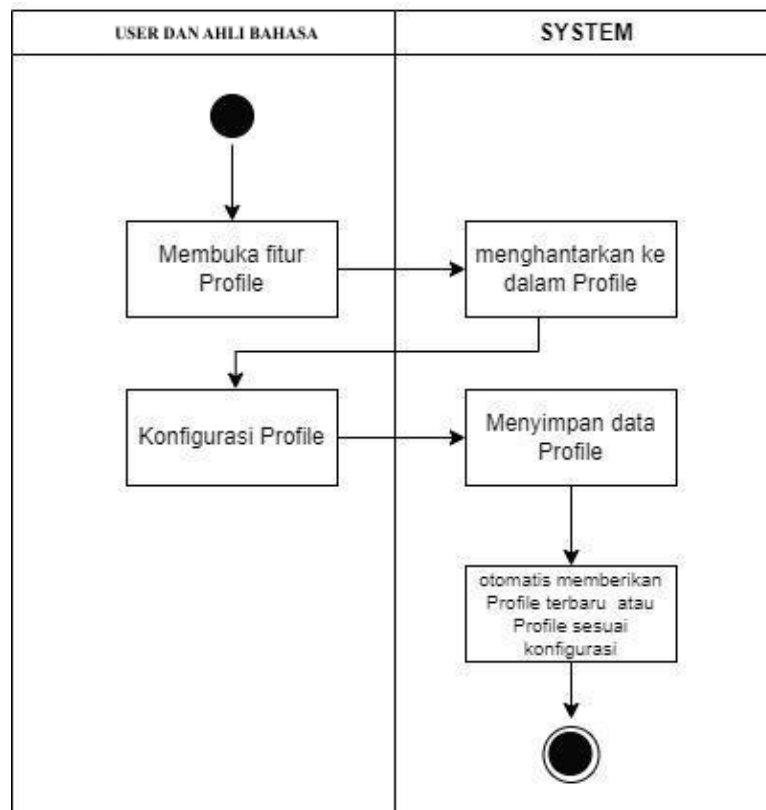 USER DAN AHLI BAHASA
SYSTEM
Membuka fitur
Profile
menghantarkan ke
dalam Profile
Konfigurasi Profile
Menyimpan data
Profile
otomatis memberikan
Profile terbaru atau
Profile sesuai
konfigurasi